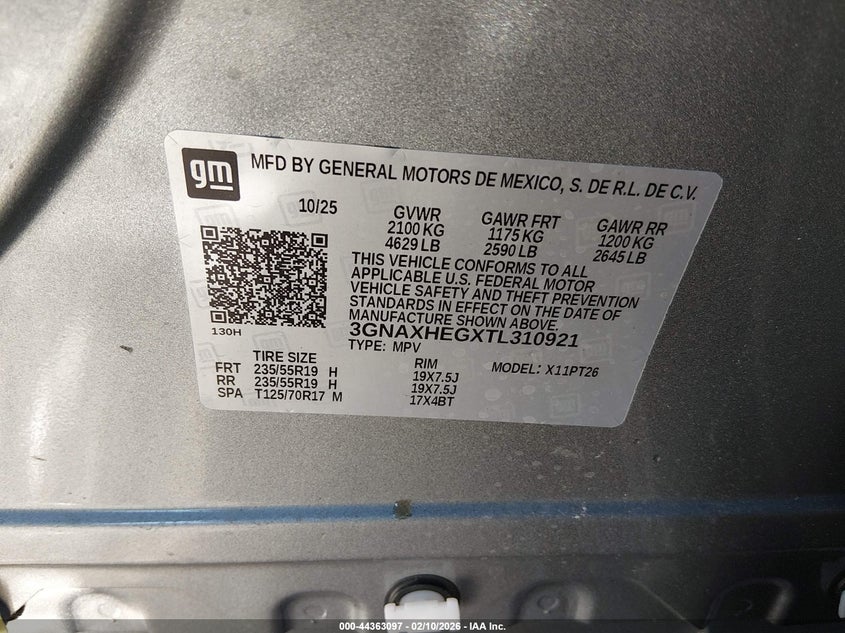 gm
MFD BY GENERAL MOTORS DE MEXICO, S. DE R.L. DE C.V.
10/25
GVWR
2100 KG
4629 LB
GAWR FRT
1175 KG
2590 LB
GAWR RR
1200 KG
2645 LB
THIS VEHICLE CONFORMS TO ALL
APPLICABLE U.S. FEDERAL MOTOR
VEHICLE SAFETY AND THEFT PREVENTION
STANDARDS IN EFFECT ON THE DATE OF
MANUFACTURE SHOWN ABOVE.
130H
3GNAXHEGXTL310921
TYPE: MPV
TIRE SIZE RIM MODEL: X11PT26
FRT 235/55R19 H 19X7.5J
RR 235/55R19 H 19X7.5J
SPA T125/70R17 M 17X4BT
000-44363097 - 02/10/2026 - IAA Inc.